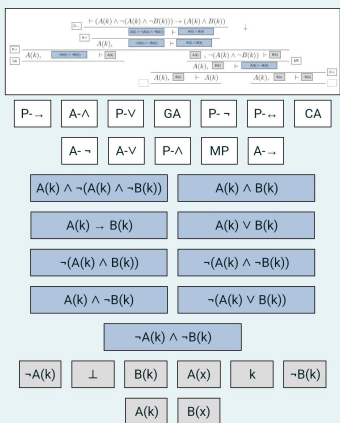 ⊢ (A(k) ∧ ¬(A(k) ∧ ¬B(k))) → (A(k) ∧ B(k))
A(k), ⊢
A(k), , ¬(A(k) ∧ ¬B(k)) ⊢
A(k), ⊢
A(k), ⊢ A(k) A(k), ⊢
P-→ A-∧ P-∨ GA P-¬ P-↔ CA
A-¬ A-∨ P-∧ MP A-→
A(k) ∧ ¬(A(k) ∧ ¬B(k)) A(k) ∧ B(k)
A(k) → B(k) A(k) ∨ B(k)
¬(A(k) ∧ B(k)) ¬(A(k) ∧ ¬B(k))
A(k) ∧ ¬B(k) ¬(A(k) ∨ B(k))
¬A(k) ∧ ¬B(k)
¬A(k) ⊥ B(k) A(x) k ¬B(k)
A(k) B(x)